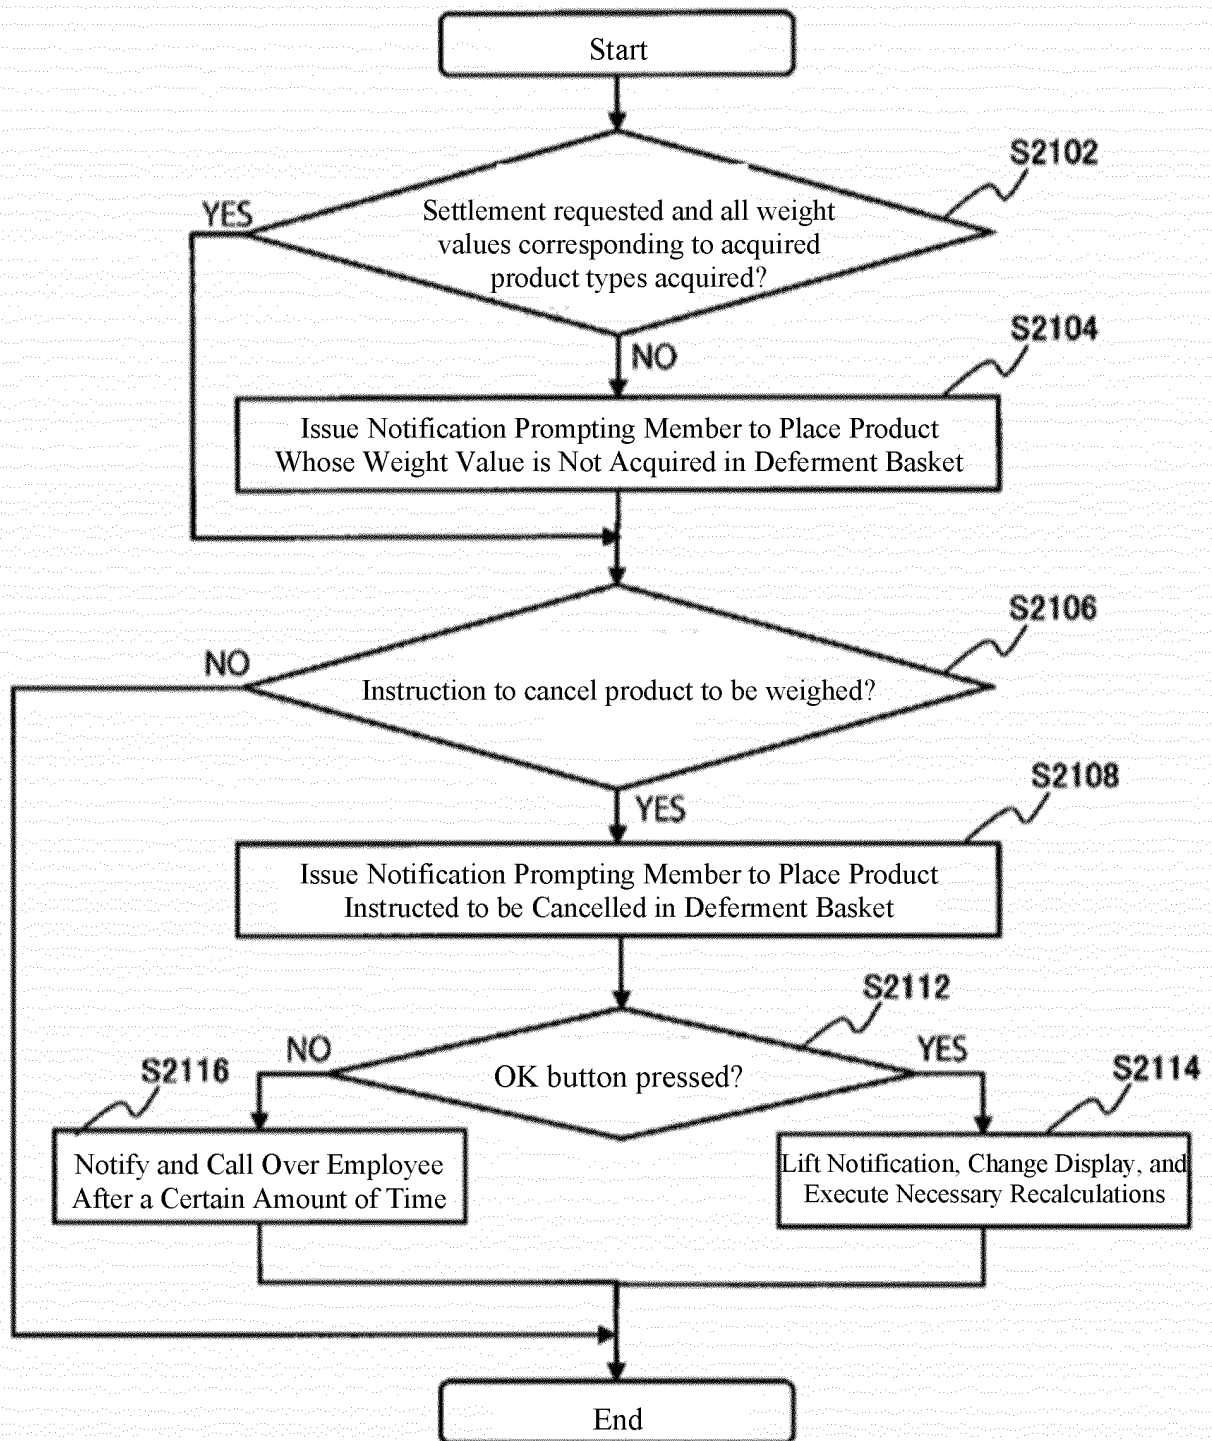 Start
S2102
YES
Settlement requested and all weight
values corresponding to acquired
product types acquired?
S2104
NO
Issue Notification Prompting Member to Place Product
Whose Weight Value is Not Acquired in Deferment Basket
S2106
NO
Instruction to cancel product to be weighed?
S2108
YES
Issue Notification Prompting Member to Place Product
Instructed to be Cancelled in Deferment Basket
S2112
NO
YES
OK button pressed?
S2116
S2114
Notify and Call Over Employee
After a Certain Amount of Time
Lift Notification, Change Display, and
Execute Necessary Recalculations
End